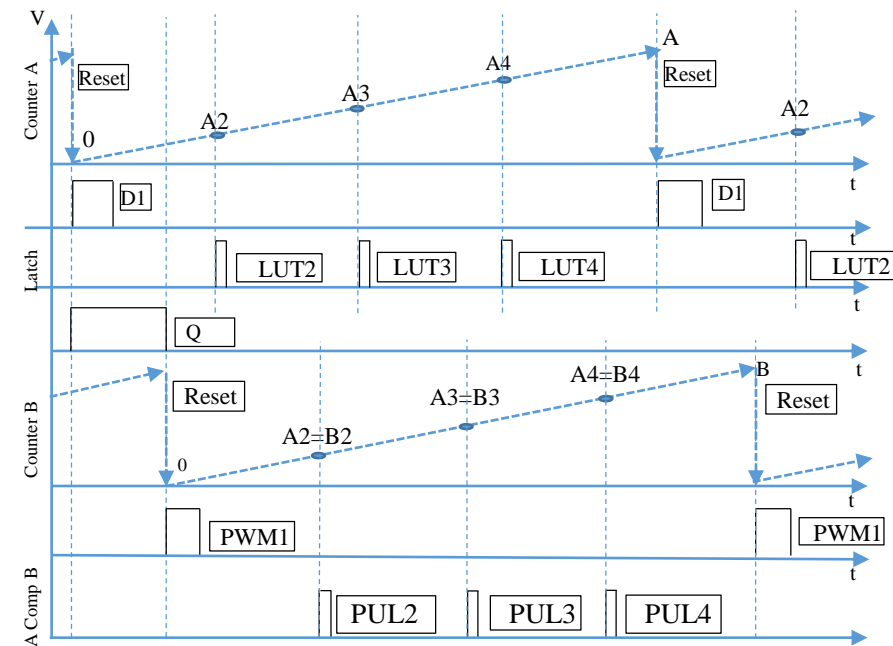 V
Counter A
Reset
0
A2
A3
A4
A
Reset
A2
t
D1
D1
t
Latch
LUT2
LUT3
LUT4
LUT2
t
Q
t
Counter B
Reset
0
A2=B2
A3=B3
A4=B4
B
Reset
t
PWM1
PWM1
t
A Comp B
PUL2
PUL3
PUL4